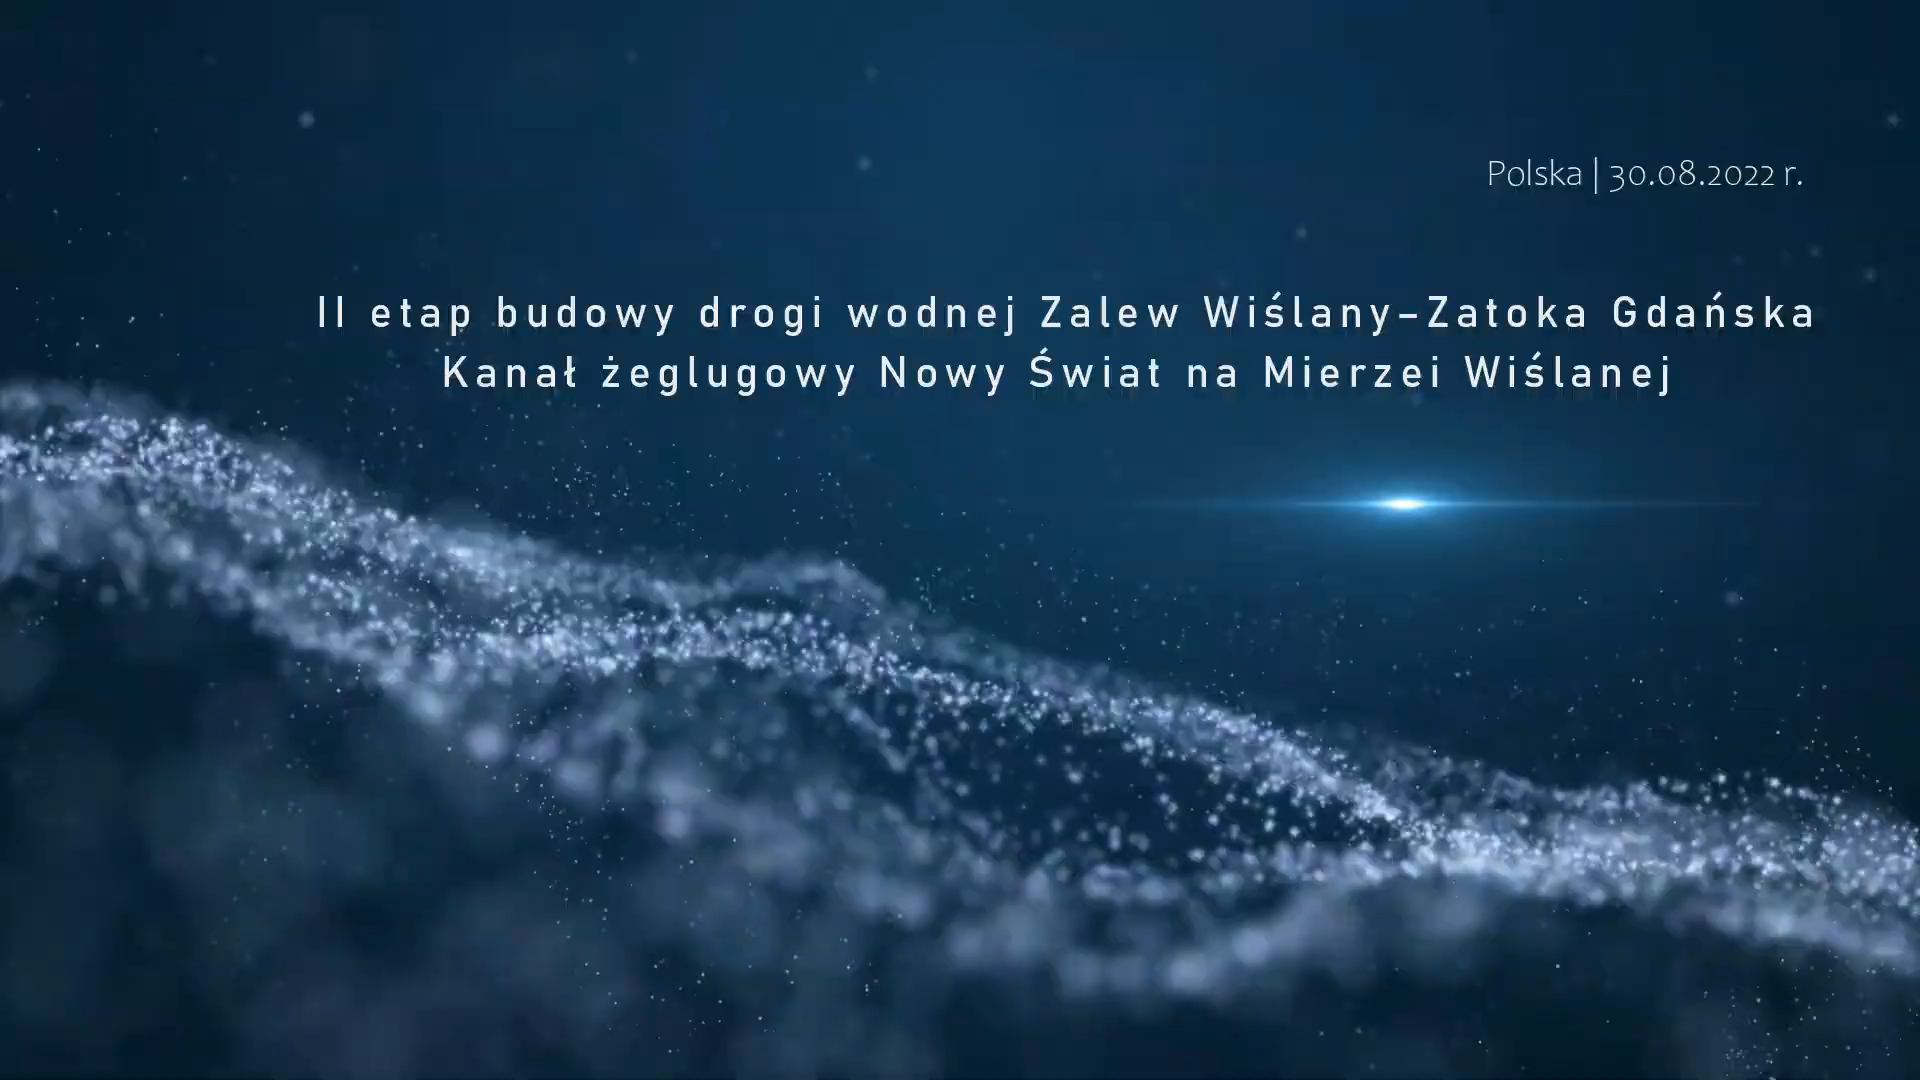 Polska | 30.08.2022 r.
II etap budowy drogi wodnej Zalew Wiślany-Zatoka Gdańska
Kanał żeglugowy Nowy Świat na Mierzei Wiślanej